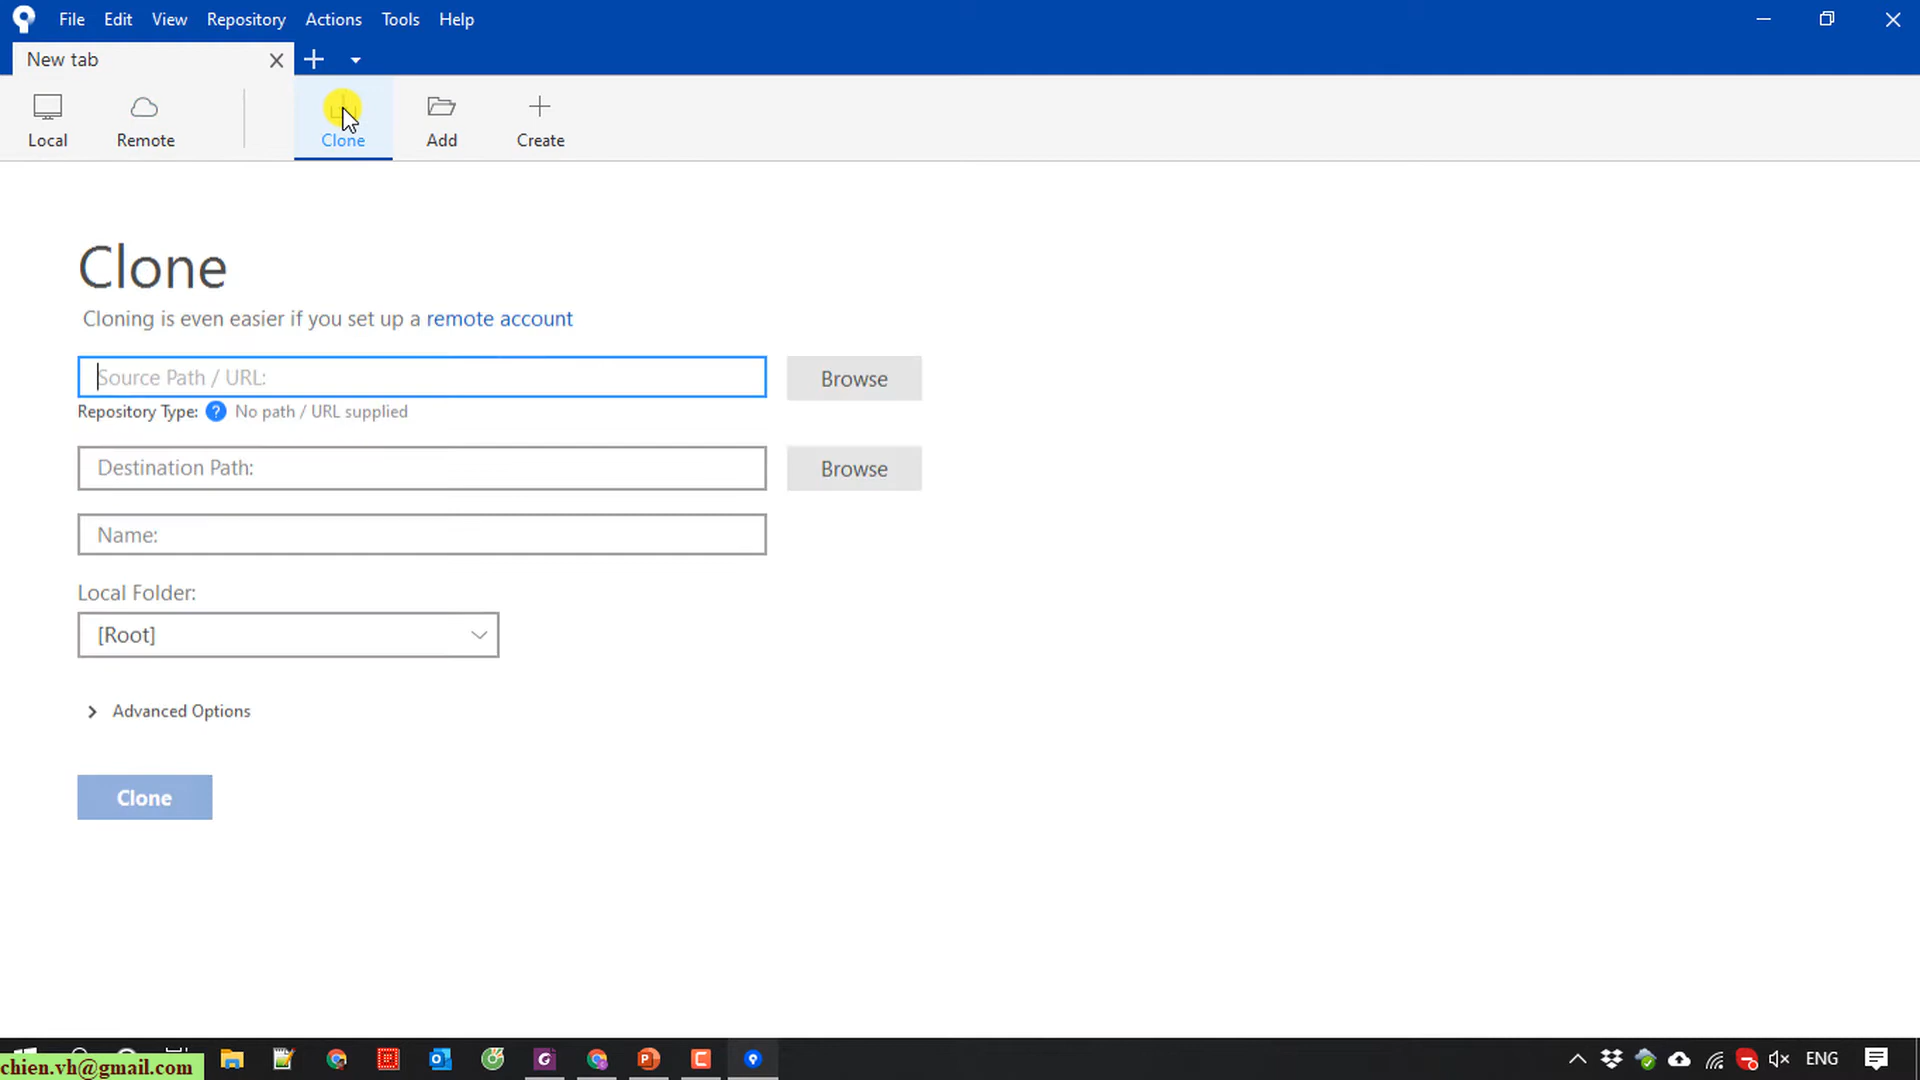 File Edit View Repository Actions Tools Help
New tab
Local Remote Clone Add Create
Clone
Cloning is even easier if you set up a remote account
Source Path / URL: Browse
Repository Type: ? No path / URL supplied
Destination Path: Browse
Name:
Local Folder:
[Root]
Advanced Options
Clone
chien.vh@gmail.com
ENG